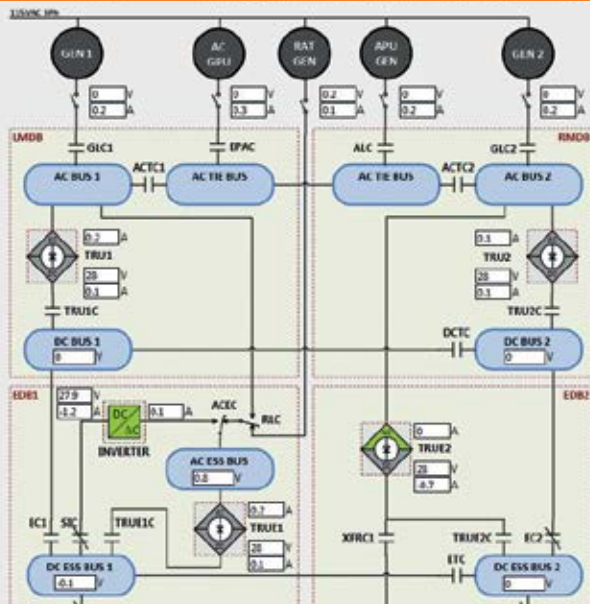 115VAC 3Ph
GEN 1
AC GPU
RAT GEN
APU GEN
GEN 2
0 V
0.2 A
0 V
0.3 A
0.2 V
0.1 A
0 V
0.2 A
0 V
0.2 A
LMDB
RMDB
GLC1
EPAC
ALC
GLC2
AC BUS 1
ACTC1
AC TIE BUS
AC TIE BUS
ACTC2
AC BUS 2
0.2 A
TRU1
28 V
0.1 A
TRU1C
0.1 A
TRU2
28 V
0.1 A
TRU2C
DC BUS 1
0 V
DCTC
DC BUS 2
0 V
EDB1
EDB2
27.9 V
-1.2 A
DC
AC
INVERTER
0.1 A
ACEC
RLC
AC ESS BUS
0.8 V
0 A
TRUE2
28 V
-0.7 A
EC1
SIC
TRUE1C
0.2 A
TRUE1
28 V
0.1 A
XFRC1
TRUE2C
EC2
ETC
DC ESS BUS 1
-0.1 V
DC ESS BUS 2
0 V